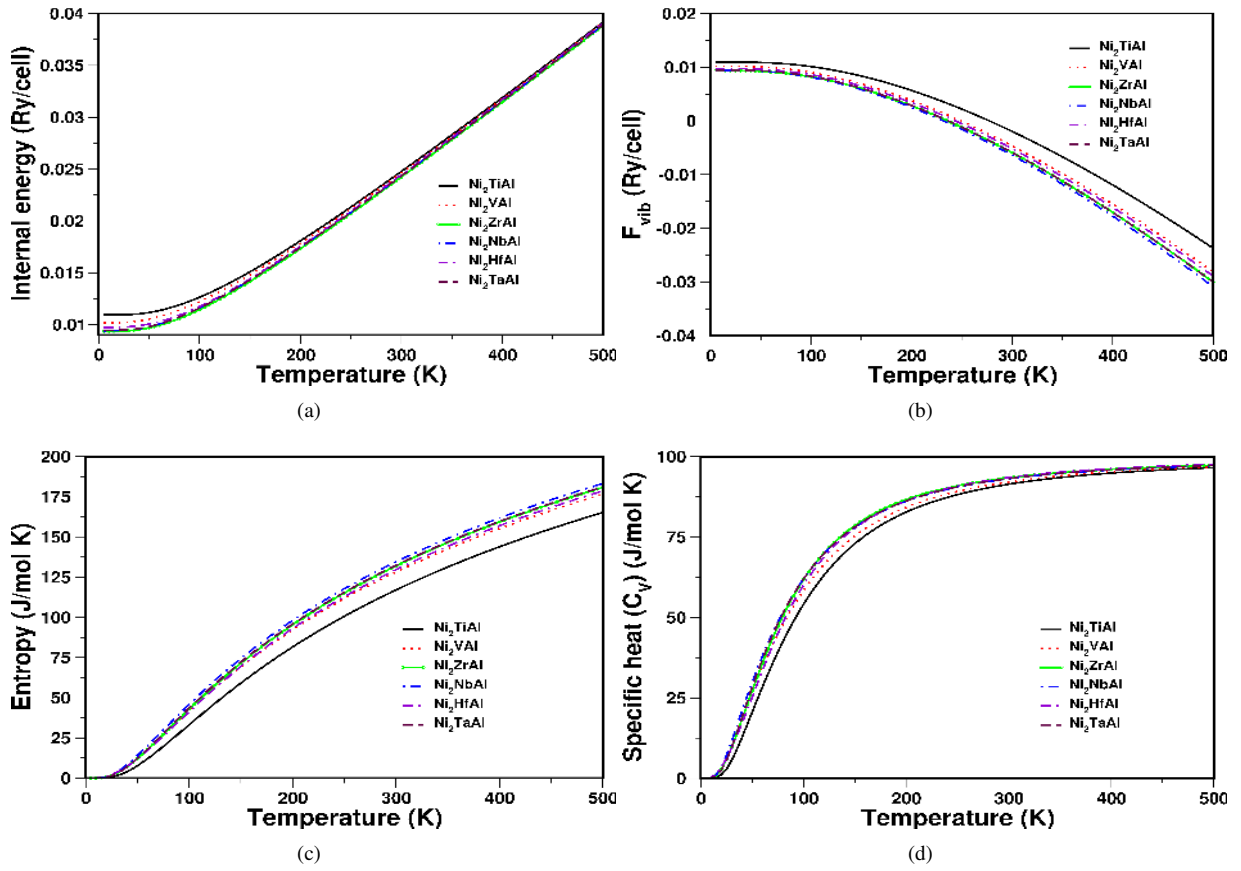 0.04
0.035
0.03
0.025
0.02
0.015
0.01
Internal energy (Ry/cell)
Ni2TiAl
Ni2VAl
Ni2ZrAl
Ni2NbAl
Ni2HfAl
Ni2TaAl
0 100 200 300 400 500
Temperature (K)
(a)
0.02
0.01
0
-0.01
-0.02
-0.03
-0.04
Fvib (Ry/cell)
Ni2TiAl
Ni2VAl
Ni2ZrAl
Ni2NbAl
Ni2HfAl
Ni2TaAl
0 100 200 300 400 500
Temperature (K)
(b)
200
175
150
125
100
75
50
25
0
Entropy (J/mol K)
Ni2TiAl
Ni2VAl
Ni2ZrAl
Ni2NbAl
Ni2HfAl
Ni2TaAl
0 100 200 300 400 500
Temperature (K)
(c)
100
75
50
25
0
Specific heat (CV) (J/mol K)
Ni2TiAl
Ni2VAl
Ni2ZrAl
Ni2NbAl
Ni2HfAl
Ni2TaAl
0 100 200 300 400 500
Temperature (K)
(d)